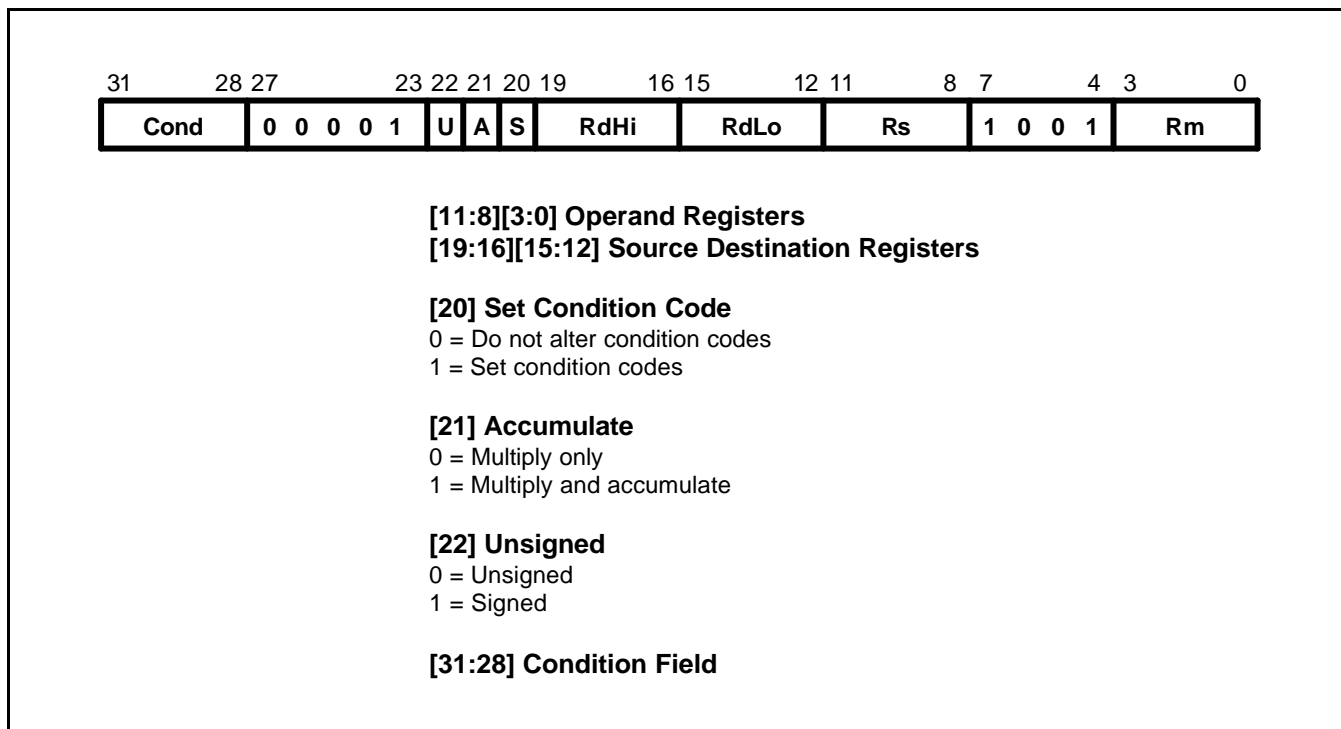 31 28 27 23 22 21 20 19 16 15 12 11 8 7 4 3 0
Cond 0 0 0 0 1 U A S RdHi RdLo Rs 1 0 0 1 Rm
[11:8][3:0] Operand Registers
[19:16][15:12] Source Destination Registers
[20] Set Condition Code
0 = Do not alter condition codes
1 = Set condition codes
[21] Accumulate
0 = Multiply only
1 = Multiply and accumulate
[22] Unsigned
0 = Unsigned
1 = Signed
[31:28] Condition Field